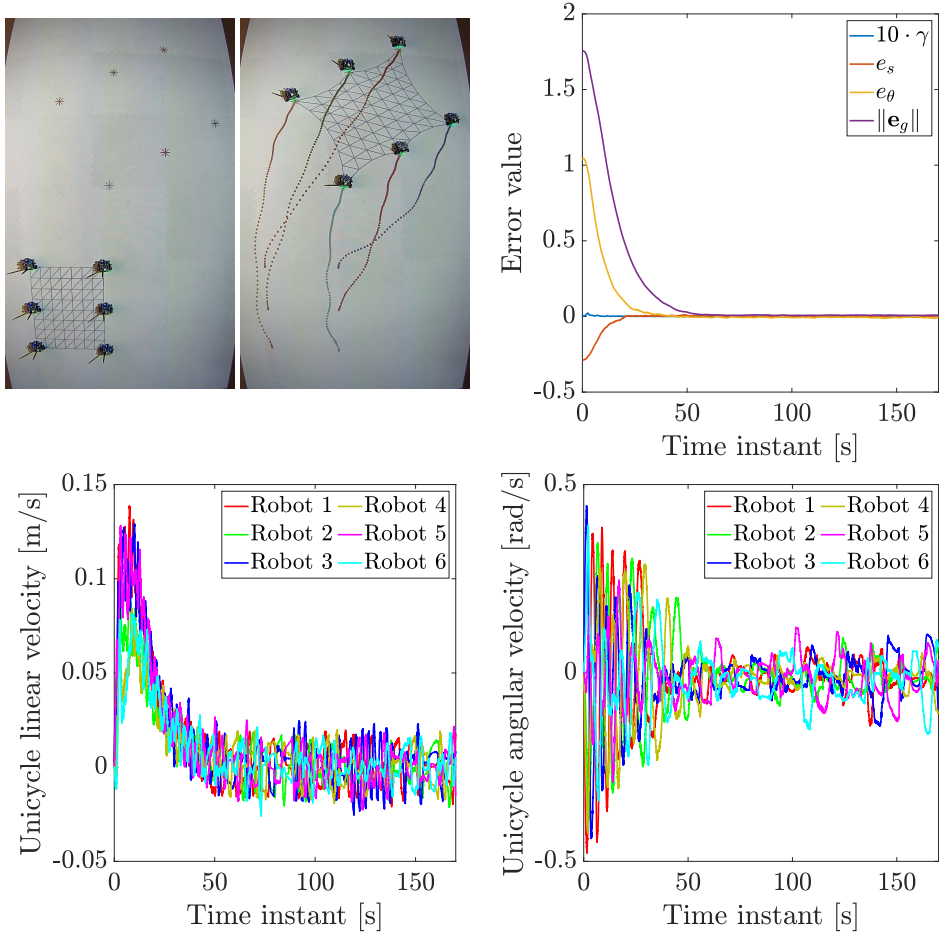 2
1.5
1
0.5
0
-0.5
Error value
10 · γ
e_s
e_θ
‖e_g‖
0
50
100
150
Time instant [s]
0.15
0.1
0.05
0
-0.05
Unicycle linear velocity [m/s]
Robot 1 Robot 4
Robot 2 Robot 5
Robot 3 Robot 6
0
50
100
150
Time instant [s]
0.5
0
-0.5
Unicycle angular velocity [rad/s]
Robot 1 Robot 4
Robot 2 Robot 5
Robot 3 Robot 6
0
50
100
150
Time instant [s]